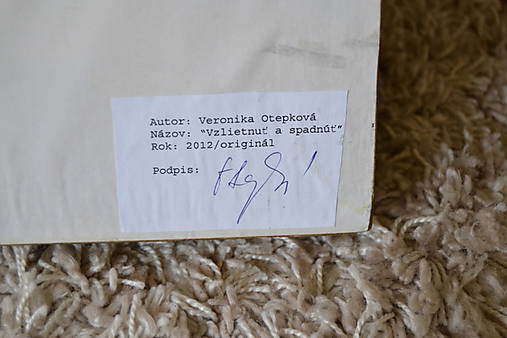 Autor: Veronika Otepková
Názov: "Vzlietnuť a spadnúť"
Rok: 2012/originál
Podpis: